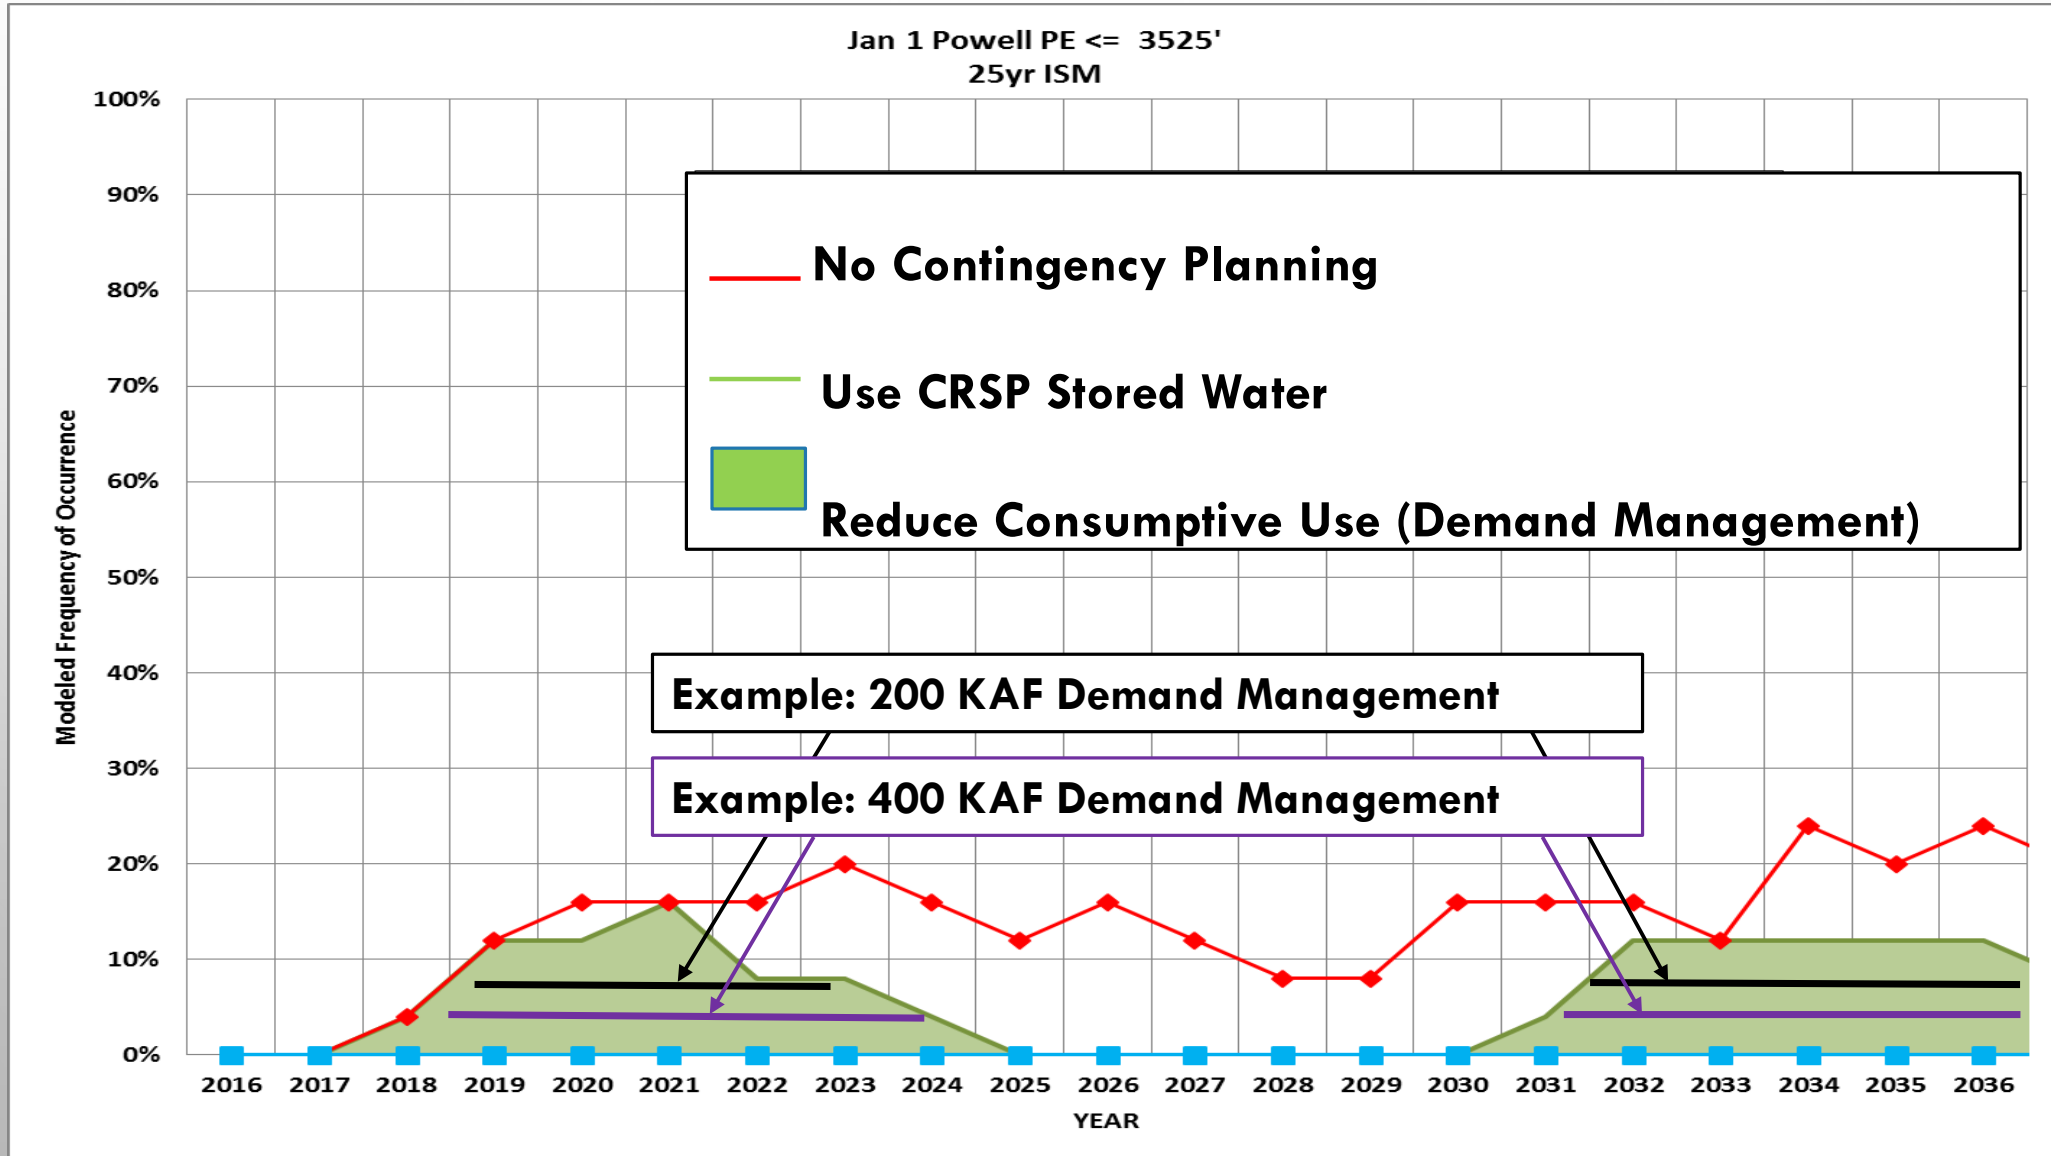 Jan 1 Powell PE <=  3525'
25yr ISM
100%
90%
80%
70%
60%
50%
40%
30%
20%
10%
0%
Modeled Frequency of Occurrence
No Contingency Planning
Use CRSP Stored Water
Reduce Consumptive Use (Demand Management)
Example: 200 KAF Demand Management
Example: 400 KAF Demand Management
2016 2017 2018 2019 2020 2021 2022 2023 2024 2025 2026 2027 2028 2029 2030 2031 2032 2033 2034 2035 2036
YEAR